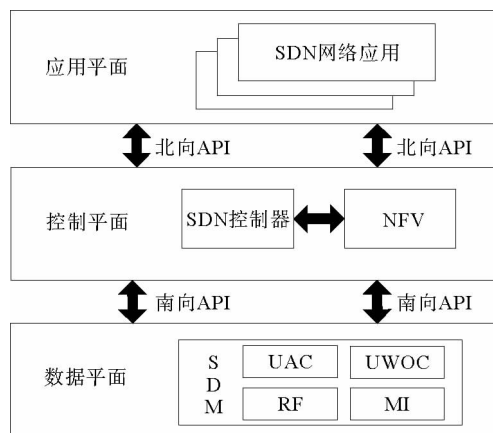 应用平面
SDN网络应用
北向API 北向API
控制平面
SDN控制器
NFV
南向API 南向API
数据平面
SDM
UAC UWOC
RF MI